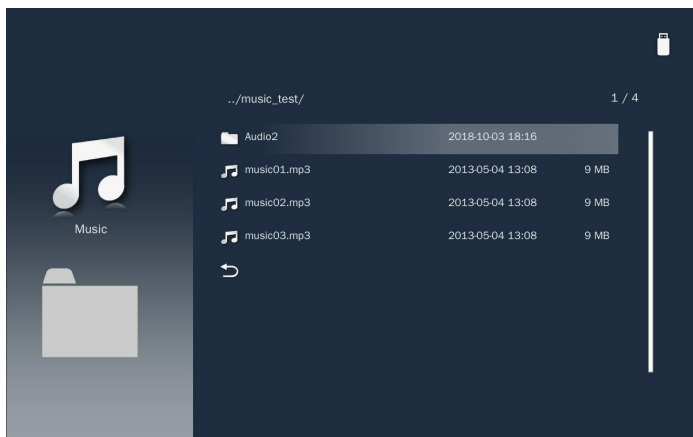 ../music_test/ 1 / 4
Audio2 2018-10-03 18:16
music01.mp3 2013-05-04 13:08 9 MB
music02.mp3 2013-05-04 13:08 9 MB
music03.mp3 2013-05-04 13:08 9 MB
Music